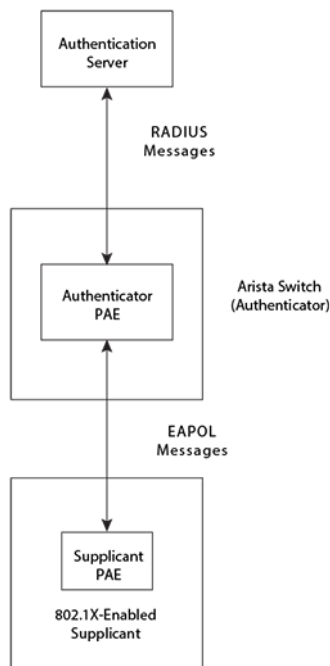 Authentication
Server
RADIUS
Messages
Authenticator
PAE
Arista Switch
(Authenticator)
EAPOL
Messages
Supplicant
PAE
802.1X-Enabled
Supplicant